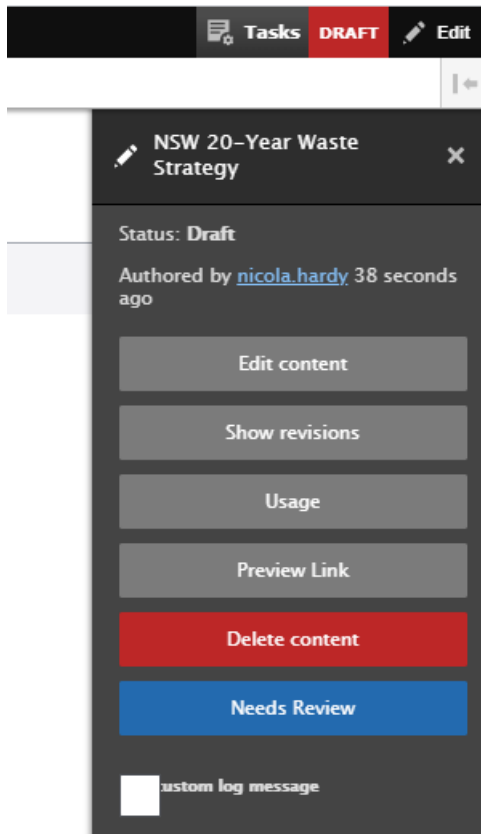 Tasks DRAFT Edit
NSW 20-Year Waste
Strategy
Status: Draft
Authored by nicola.hardy 38 seconds
ago
Edit content
Show revisions
Usage
Preview Link
Delete content
Needs Review
log message